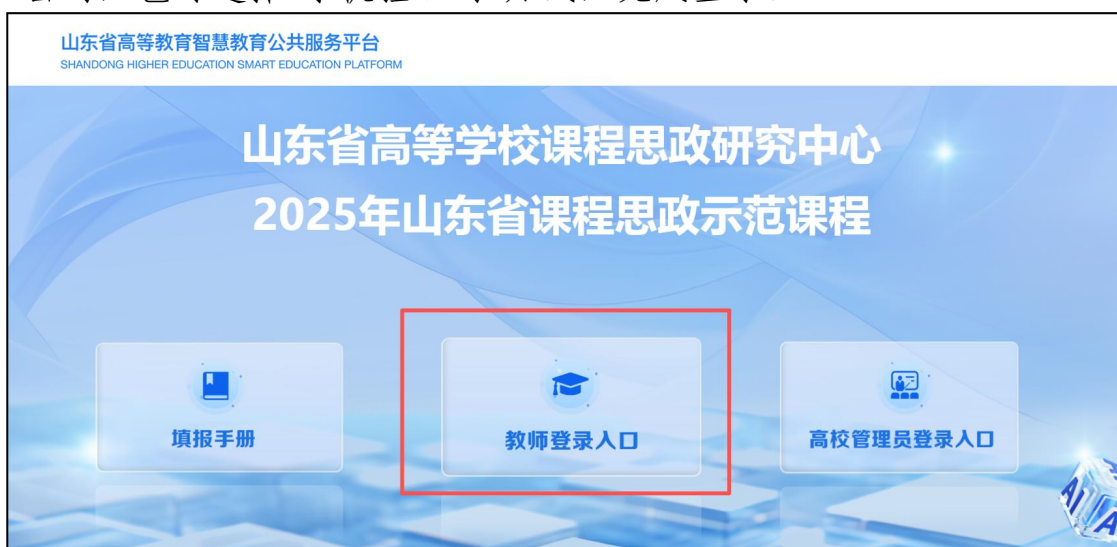 山东省高等教育智慧教育公共服务平台
SHANDONG HIGHER EDUCATION SMART EDUCATION PLATFORM
山东省高等学校课程思政研究中心
2025年山东省课程思政示范课程
填报手册
教师登录入口
高校管理员登录入口
AI
A